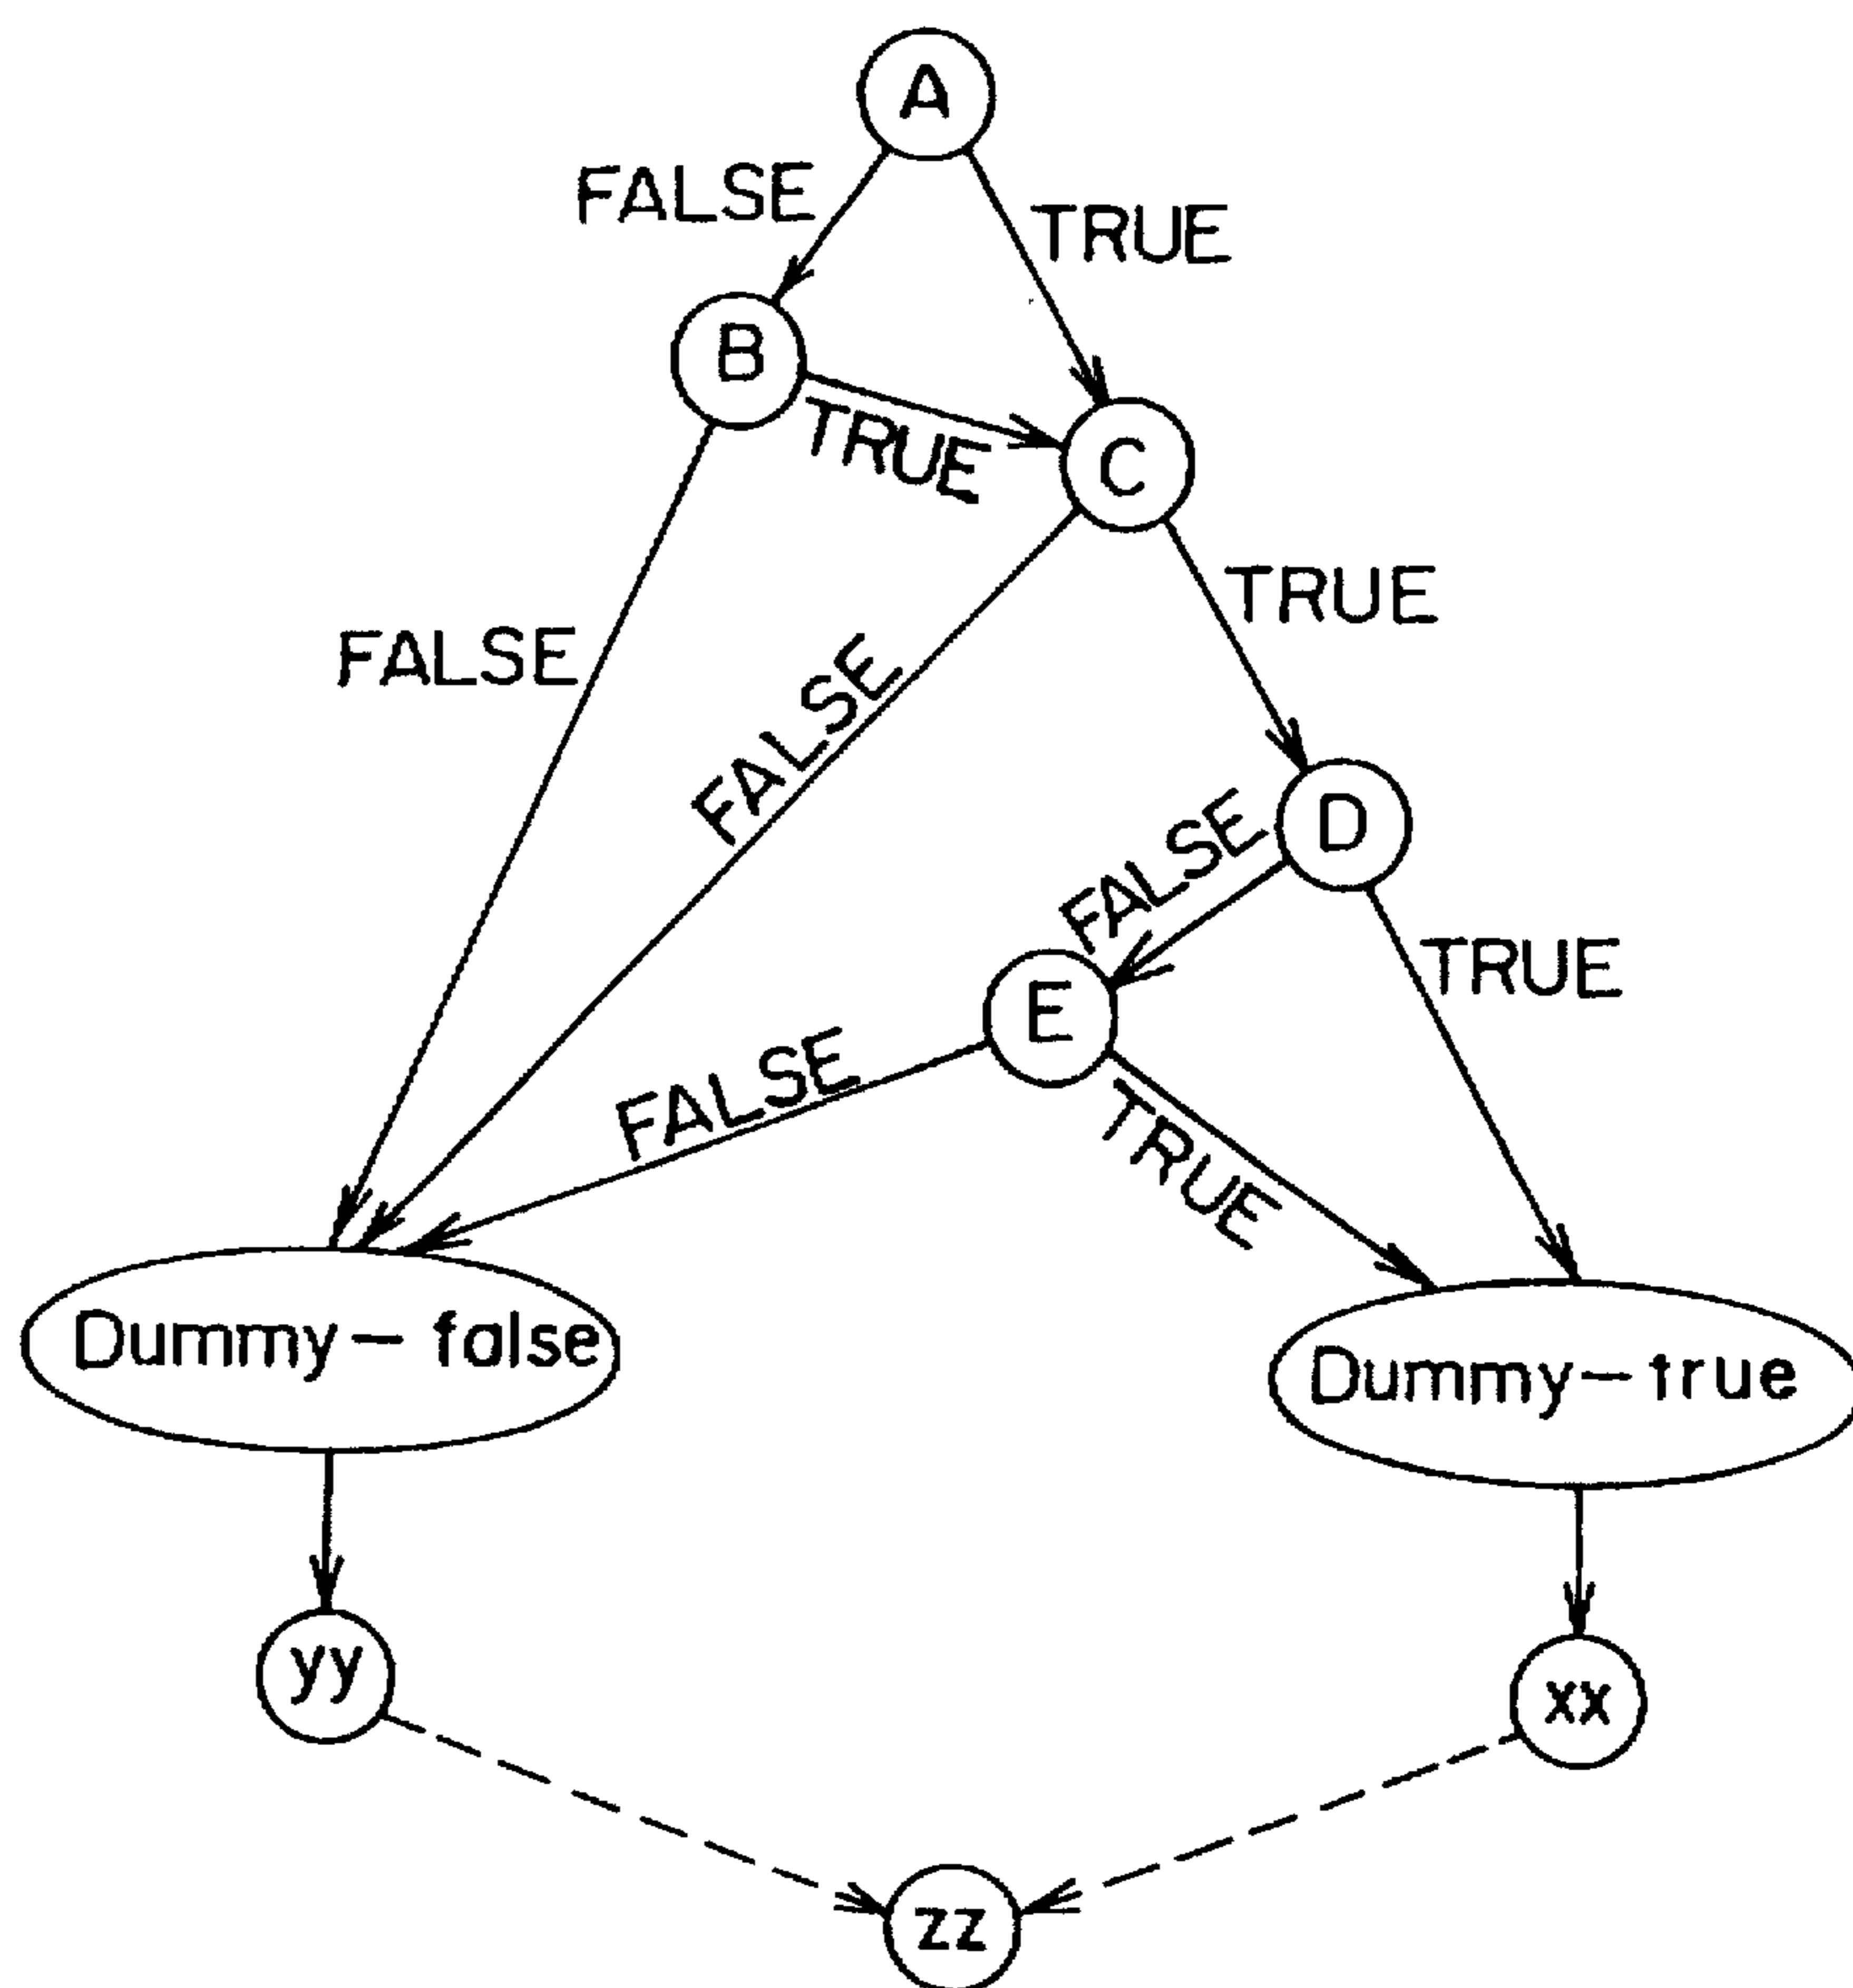 A
FALSE
TRUE
B
TRUE
C
TRUE
FALSE
FALSE
D
FALSE
TRUE
E
FALSE
TRUE
Dummy-false
Dummy-true
yy
xx
zz